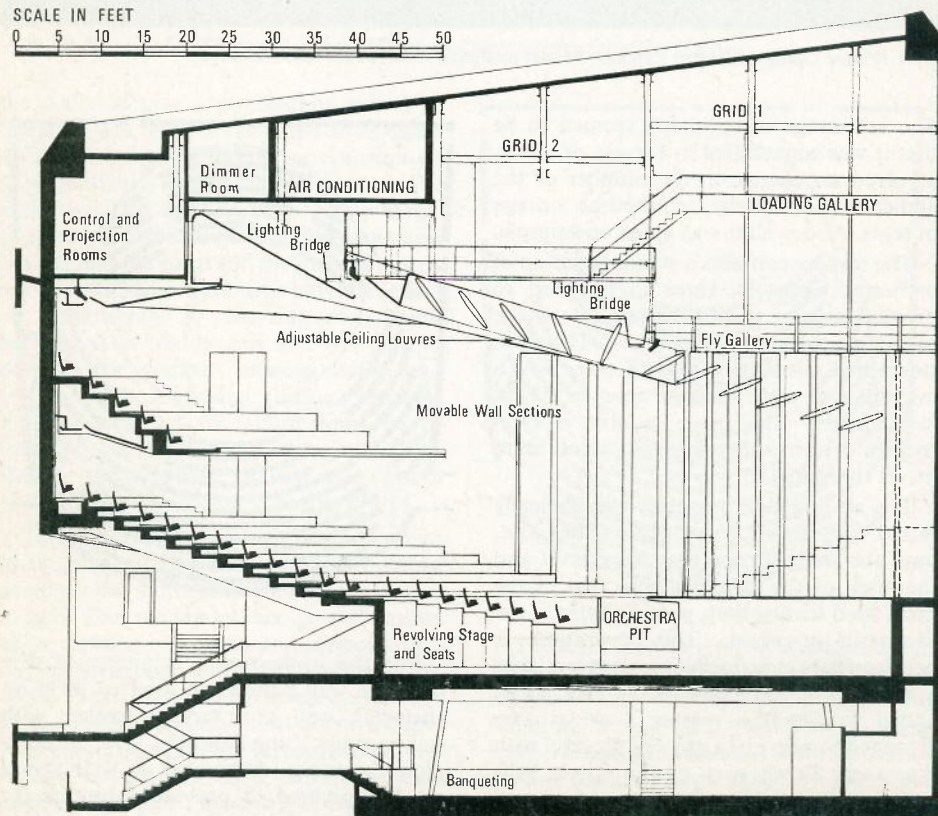 SCALE IN FEET
0 5 10 15 20 25 30 35 40 45 50
GRID 1
GRID 2
Dimmer
Room
AIR CONDITIONING
LOADING GALLERY
Control and
Projection
Rooms
Lighting
Bridge
Lighting
Bridge
Adjustable Ceiling Louvres
Fly Gallery
Movable Wall Sections
Revolving Stage
and Seats
ORCHESTRA
PIT
Banqueting